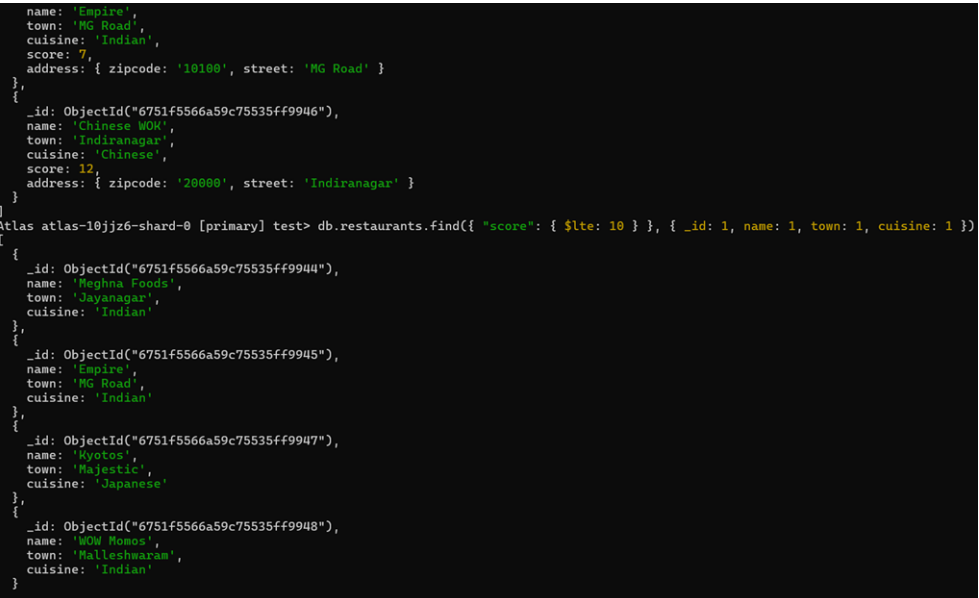 name: 'Empire',
town: 'MG Road',
cuisine: 'Indian',
score: 7,
address: { zipcode: '10100', street: 'MG Road' }
},
{
_id: ObjectId("6751f5566a59c75535ff9946"),
name: 'Chinese WOK',
town: 'Indiranagar',
cuisine: 'Chinese',
score: 12,
address: { zipcode: '20000', street: 'Indiranagar' }
}
]
Atlas atlas-10jjz6-shard-0 [primary] test> db.restaurants.find({ "score": { $lte: 10 } }, { _id: 1, name: 1, town: 1, cuisine: 1 })
[
{
_id: ObjectId("6751f5566a59c75535ff9944"),
name: 'Meghna Foods',
town: 'Jayanagar',
cuisine: 'Indian'
},
{
_id: ObjectId("6751f5566a59c75535ff9945"),
name: 'Empire',
town: 'MG Road',
cuisine: 'Indian'
},
{
_id: ObjectId("6751f5566a59c75535ff9947"),
name: 'Kyotos',
town: 'Majestic',
cuisine: 'Japanese'
},
{
_id: ObjectId("6751f5566a59c75535ff9948"),
name: 'WOW Momos',
town: 'Malleshwaram',
cuisine: 'Indian'
}